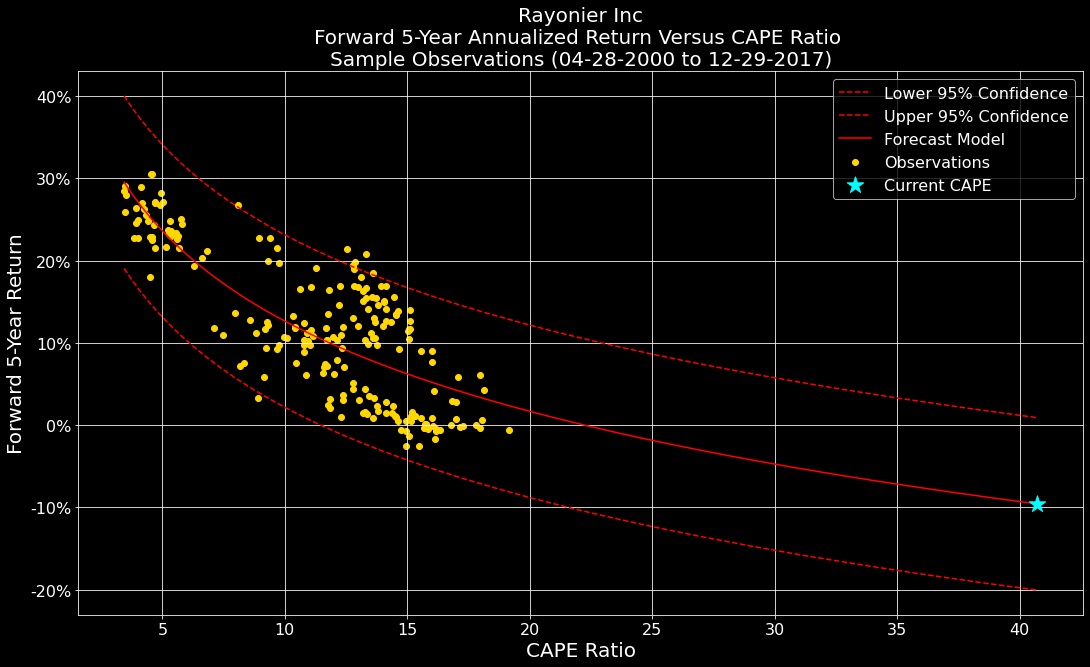 Rayonier Inc
Forward 5-Year Annualized Return Versus CAPE Ratio
Sample Observations (04-28-2000 to 12-29-2017)
Lower 95% Confidence
Upper 95% Confidence
Forecast Model
Observations
Current CAPE
Forward 5-Year Return
40%
30%
20%
10%
0%
-10%
-20%
5 10 15 20 25 30 35 40
CAPE Ratio